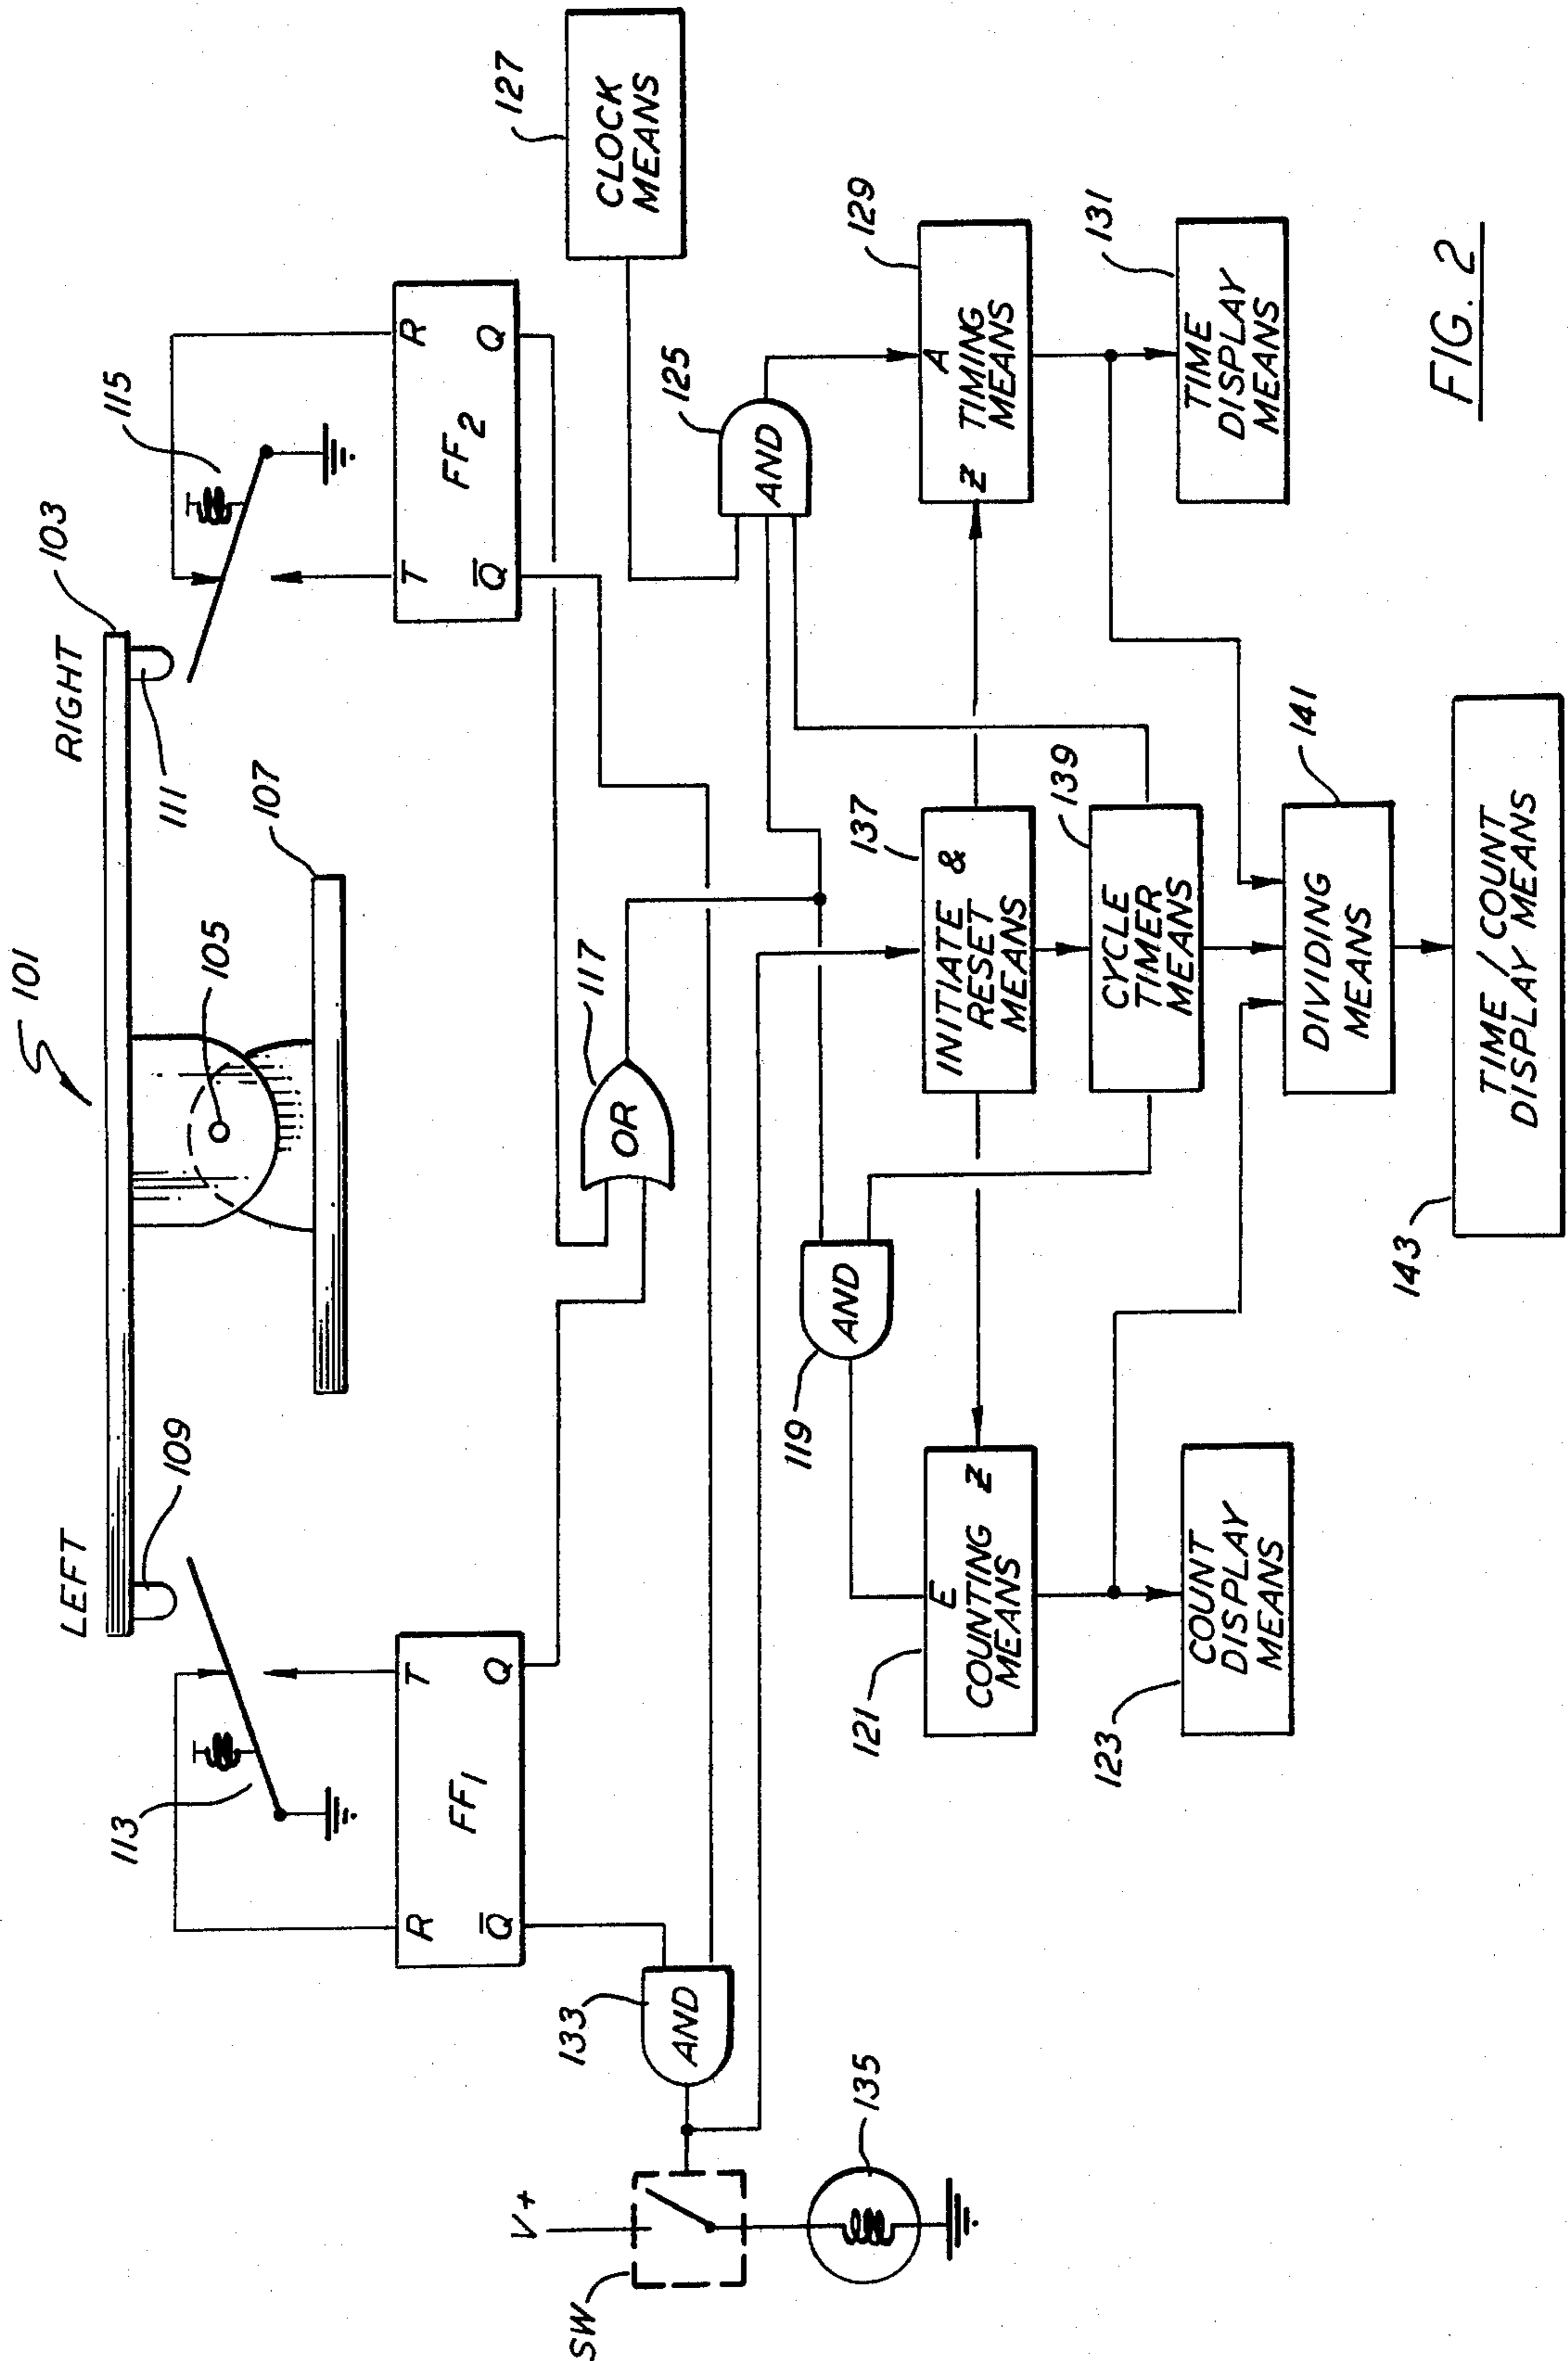 101
LEFT
RIGHT
103
109
105
111
107
113
115
R
T
FF1
Q̅
Q
T
R
FF2
Q̅
Q
133
AND
117
OR
V+
SW
135
127
CLOCK
MEANS
125
AND
119
AND
121
E
COUNTING Z
MEANS
137
INITIATE &
RESET
MEANS
129
A
Z TIMING
MEANS
139
CYCLE
TIMER
MEANS
123
COUNT
DISPLAY
MEANS
131
TIME
DISPLAY
MEANS
141
DIVIDING
MEANS
143
TIME / COUNT
DISPLAY MEANS
FIG. 2